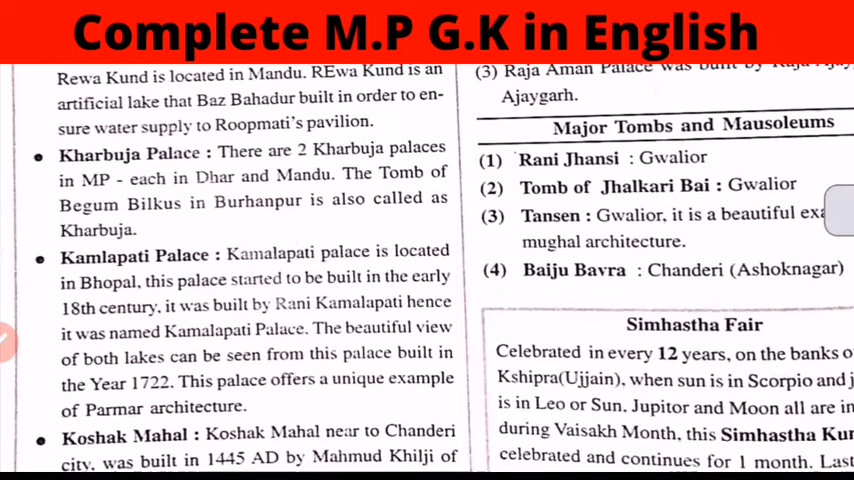 Complete M.P G.K in English
Rewa Kund is located in Mandu. REwa Kund is an
artificial lake that Baz Bahadur built in order to en-
sure water supply to Roopmati's pavilion.
• Kharbuja Palace : There are 2 Kharbuja palaces
in MP - each in Dhar and Mandu. The Tomb of
Begum Bilkus in Burhanpur is also called as
Kharbuja.
• Kamlapati Palace : Kamalapati palace is located
in Bhopal, this palace started to be built in the early
18th century, it was built by Rani Kamalapati hence
it was named Kamalapati Palace. The beautiful view
of both lakes can be seen from this palace built in
the Year 1722. This palace offers a unique example
of Parmar architecture.
• Koshak Mahal : Koshak Mahal near to Chanderi
city, was built in 1445 AD by Mahmud Khilji of
(3) Raja Aman Palace was built by Raja
Ajaygarh.
Major Tombs and Mausoleums
(1) Rani Jhansi : Gwalior
(2) Tomb of Jhalkari Bai : Gwalior
(3) Tansen : Gwalior, it is a beautiful
mughal architecture.
(4) Baiju Bavra : Chanderi (Ashoknagar)
Simhastha Fair
Celebrated in every 12 years, on the banks
Kshipra(Ujjain), when sun is in Scorpio and
is in Leo or Sun, Jupitor and Moon all are in
during Vaisakh Month, this Simhastha
celebrated and continues for 1 month. Last